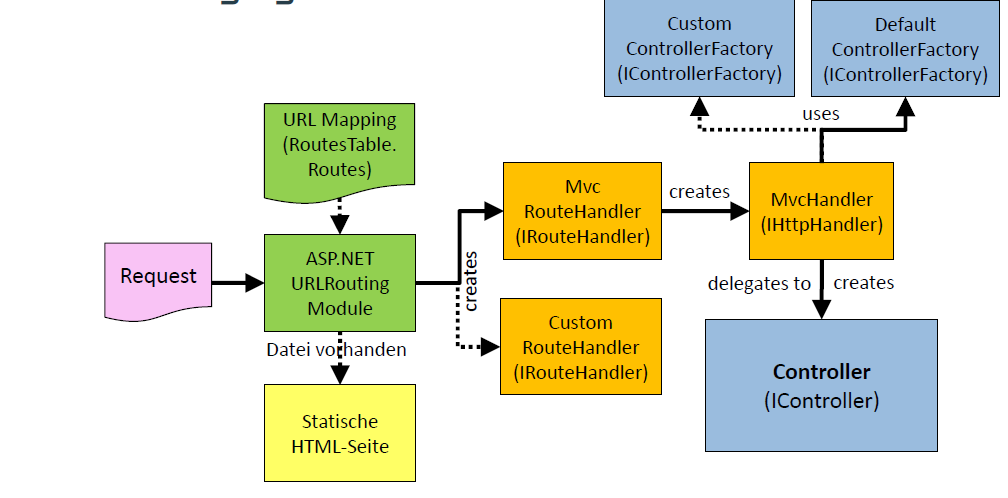 Custom
ControllerFactory
(IControllerFactory)
Default
ControllerFactory
(IControllerFactory)
uses
URL Mapping
(RoutesTable.
Routes)
Mvc
RouteHandler
(IRouteHandler)
creates
MvcHandler
(IHttpHandler)
Request
ASP.NET
URLRouting
Module
creates
delegates to
creates
Custom
RouteHandler
(IRouteHandler)
Datei vorhanden
Statische
HTML-Seite
Controller
(IController)